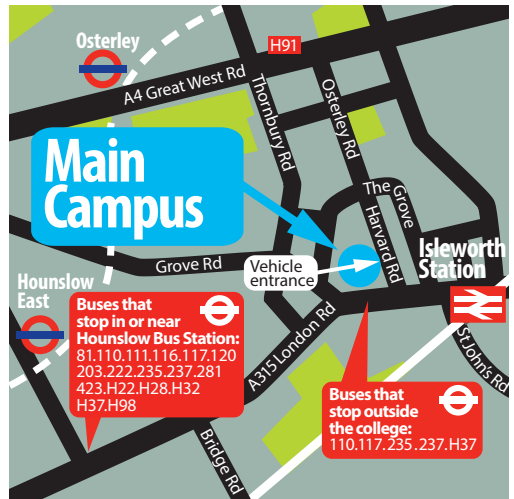 Osterley
H91
A4 Great West Rd
Thornbury Rd
Osterley Rd
Main
Campus
The Grove
Harvard Rd
Grove Rd
Vehicle
entrance
Isleworth
Station
Hounslow
East
Buses that
stop in or near
Hounslow Bus Station:
81.110.111.116.117.120
203.222.235.237.281
423.H22.H28.H32
H37.H98
A315 London Rd
St John's Rd
Buses that
stop outside
the college:
110.117.235.237.H37
Bridge Rd